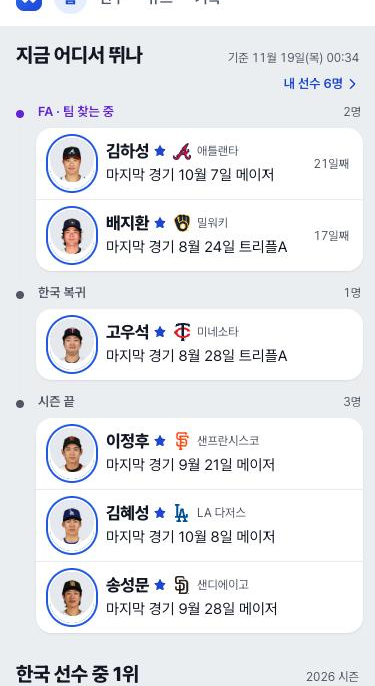 지금 어디서 뛰나
기준 11월 19일(목) 00:34
내 선수 6명
FA · 팀 찾는 중
2명
김하성 애틀랜타
마지막 경기 10월 7일 메이저
21일째
배지환 밀워키
마지막 경기 8월 24일 트리플A
17일째
한국 복귀
1명
고우석 미네소타
마지막 경기 8월 28일 트리플A
시즌 끝
3명
이정후 샌프란시스코
마지막 경기 9월 21일 메이저
김혜성 LA 다저스
마지막 경기 10월 8일 메이저
송성문 샌디에이고
마지막 경기 9월 28일 메이저
한국 선수 중 1위
2026 시즌